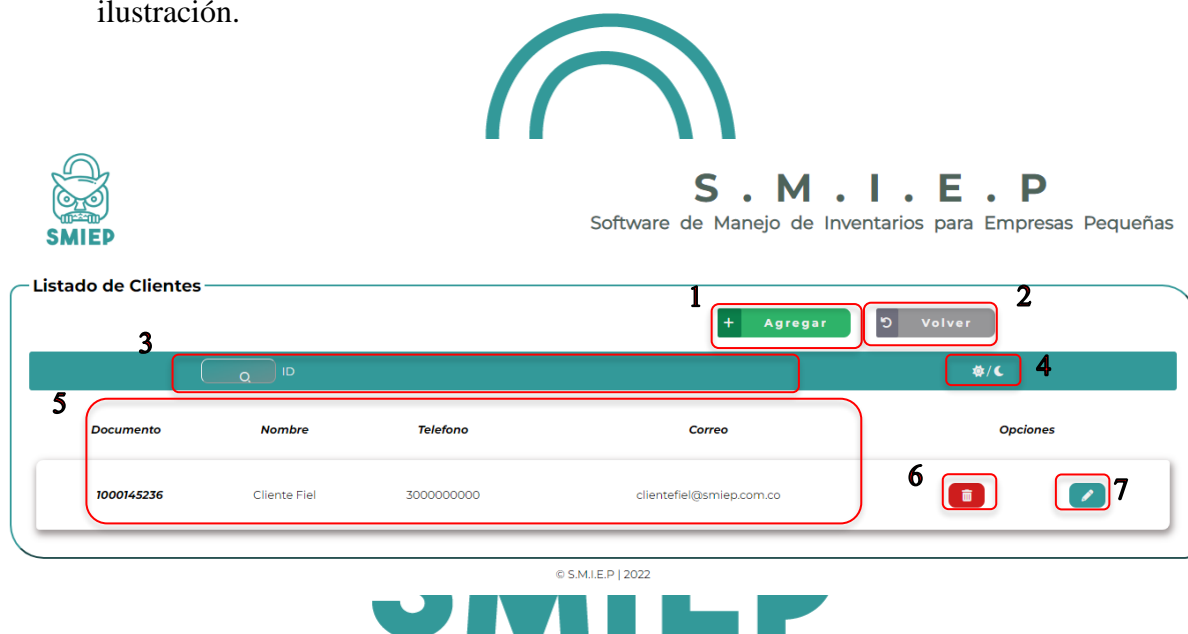 ilustración.
S . M . I . E . P
Software de Manejo de Inventarios para Empresas Pequeñas
SMIEP
Listado de Clientes
1
2
+ Agregar
Volver
3
ID
/
4
5
Documento Nombre Telefono Correo Opciones
6
7
1000145236 Cliente Fiel 3000000000 clientefiel@smiep.com.co
© S.M.I.E.P | 2022
SMIEP